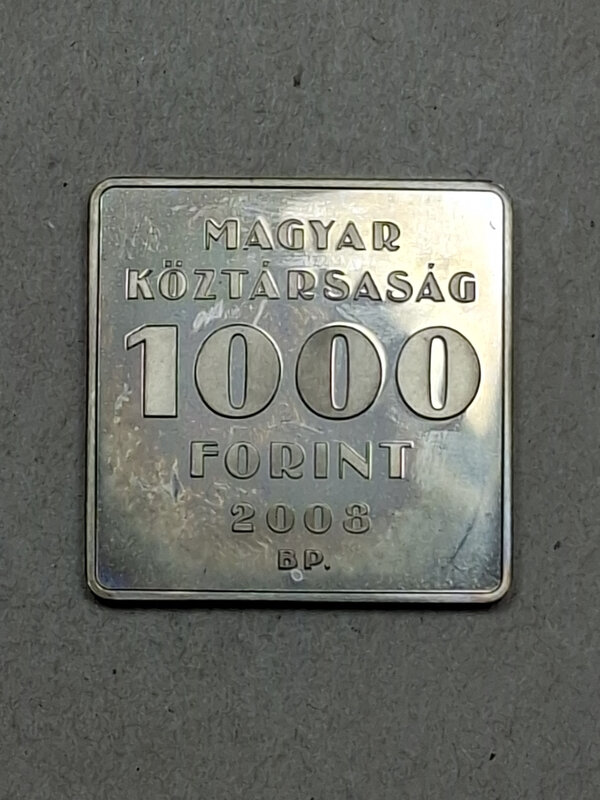 MAGYAR
KÖZTÁRSASÁG
1000
FORINT
2008
BP.